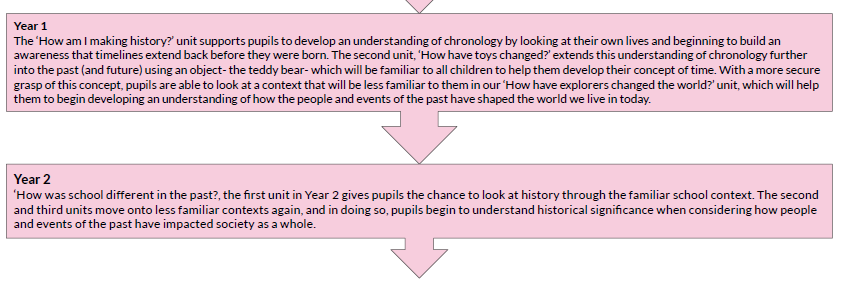 Year 1
The ‘How am I making history?’ unit supports pupils to develop an understanding of chronology by looking at their own lives and beginning to build an
awareness that timelines extend back before they were born. The second unit, ‘How have toys changed?’ extends this understanding of chronology further
into the past (and future) using an object- the teddy bear- which will be familiar to all children to help them develop their concept of time. With a more secure
grasp of this concept, pupils are able to look at a context that will be less familiar to them in our ‘How have explorers changed the world?’ unit, which will help
them to begin developing an understanding of how the people and events of the past have shaped the world we live in today.
Year 2
‘How was school different in the past?, the first unit in Year 2 gives pupils the chance to look at history through the familiar school context. The second
and third units move onto less familiar contexts again, and in doing so, pupils begin to understand historical significance when considering how people
and events of the past have impacted society as a whole.